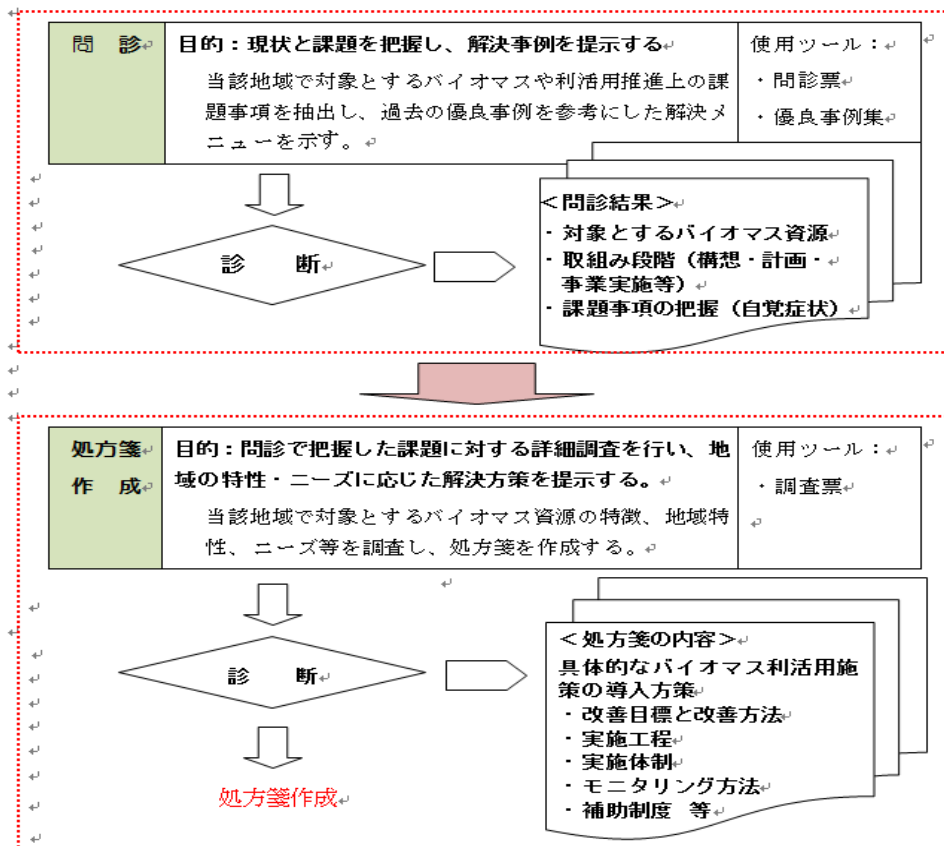 問 診
目的：現状と課題を把握し、解決事例を提示する
当該地域で対象とするバイオマスや利活用推進上の課
題事項を抽出し、過去の優良事例を参考にした解決メ
ニューを示す。
使用ツール：
・問診票
・優良事例集
診 断
＜問診結果＞
・対象とするバイオマス資源
・取組み段階（構想・計画・
事業実施等）
・課題事項の把握（自覚症状）
処方箋
作 成
目的：問診で把握した課題に対する詳細調査を行い、地
域の特性・ニーズに応じた解決方策を提示する。
当該地域で対象とするバイオマス資源の特徴、地域特
性、ニーズ等を調査し、処方箋を作成する。
使用ツール：
・調査票
診 断
処方箋作成
＜処方箋の内容＞
具体的なバイオマス利活用施
策の導入方策
・改善目標と改善方法
・実施工程
・実施体制
・モニタリング方法
・補助制度 等